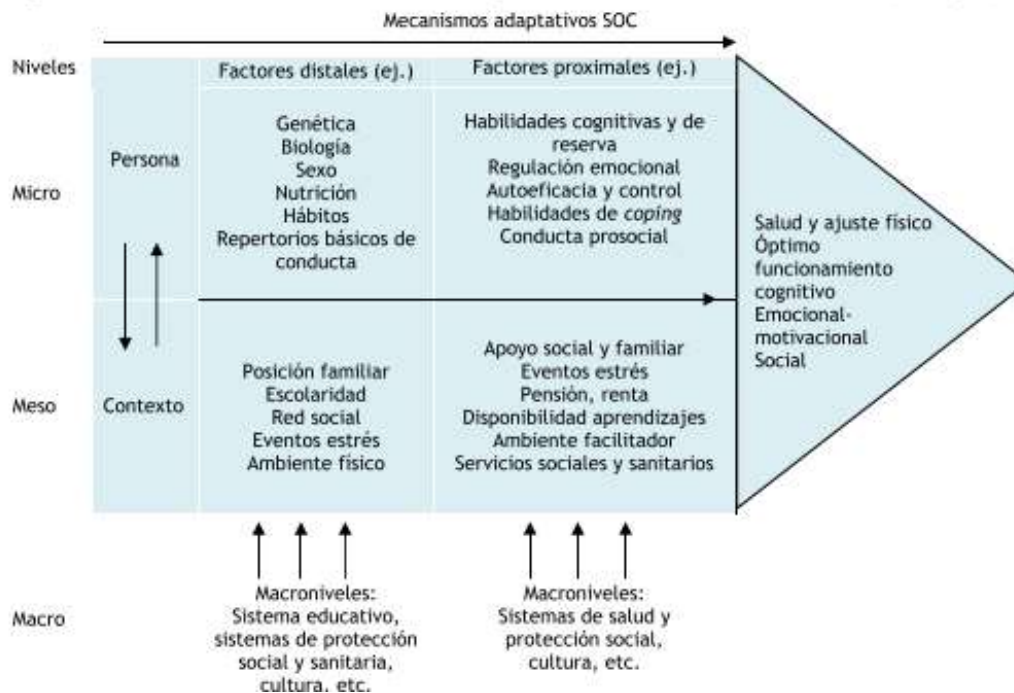 Mecanismos adaptativos SOC
Niveles
Factores distales (ej.)
Factores proximales (ej.)
Micro
Persona
Genética
Biología
Sexo
Nutrición
Hábitos
Repertorios básicos de
conducta
Habilidades cognitivas y de
reserva
Regulación emocional
Autoeficacia y control
Habilidades de coping
Conducta prosocial
Meso
Contexto
Posición familiar
Escolaridad
Red social
Eventos estrés
Ambiente físico
Apoyo social y familiar
Eventos estrés
Pensión, renta
Disponibilidad aprendizajes
Ambiente facilitador
Servicios sociales y sanitarios
Salud y ajuste físico
Óptimo
funcionamiento
cognitivo
Emocional-
motivacional
Social
Macro
Macroniveles:
Sistema educativo,
sistemas de protección
social y sanitaria,
cultura, etc.
Macroniveles:
Sistemas de salud y
protección social,
cultura, etc.